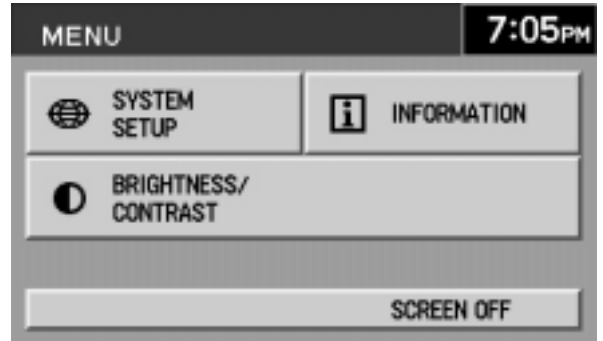 MENU
7:05PM
SYSTEM
SETUP
INFORMATION
BRIGHTNESS/
CONTRAST
SCREEN OFF